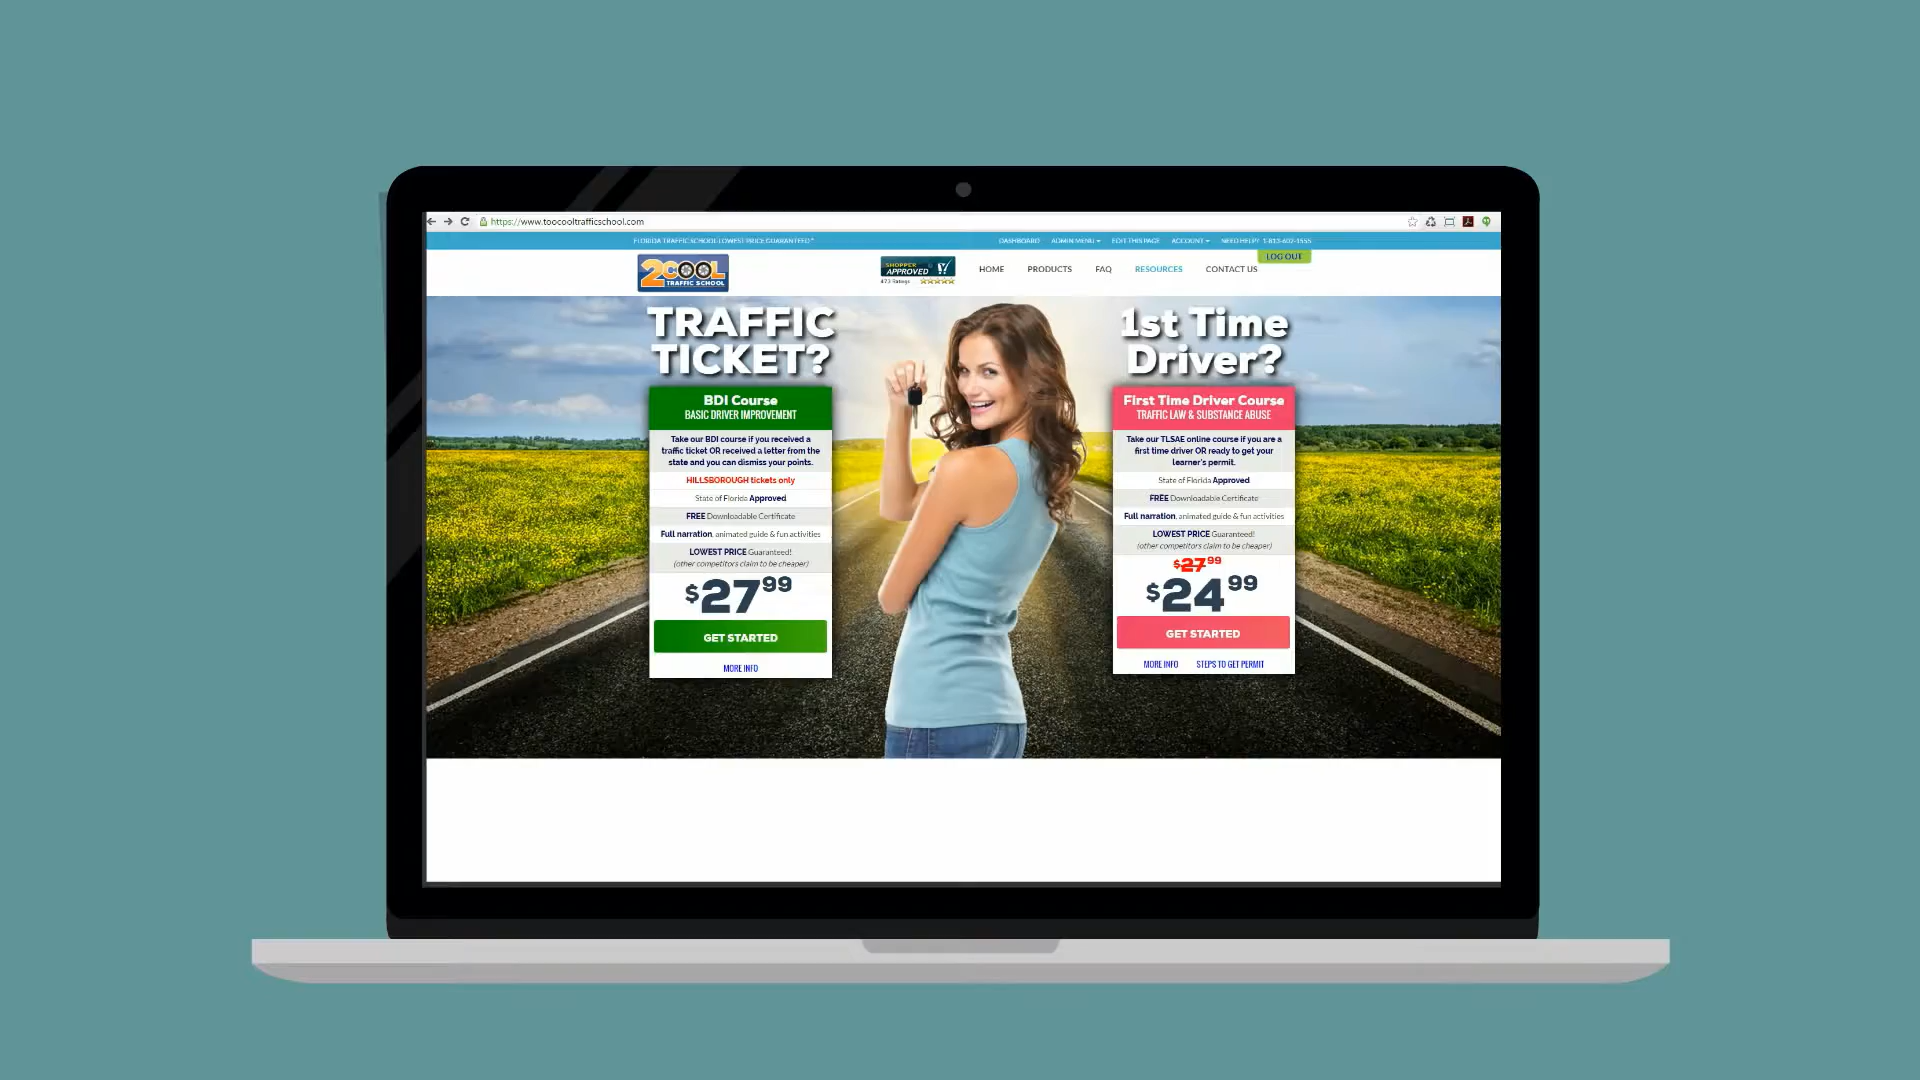 https://www.toocooltrafficschool.com
FLORIDA TRAFFIC SCHOOL LOWEST PRICE GUARANTEED *
DASHBOARD ADMIN MENU EDIT THIS PAGE ACCOUNT NEED HELP? 1-813-602-1555
LOG OUT
2COOL
TRAFFIC SCHOOL
SHOPPER
APPROVED
473 Ratings
HOME PRODUCTS FAQ RESOURCES CONTACT US
TRAFFIC
TICKET?
BDI Course
BASIC DRIVER IMPROVEMENT
Take our BDI course if you received a
traffic ticket OR received a letter from the
state and you can dismiss your points.
HILLSBOROUGH tickets only
State of Florida Approved
FREE Downloadable Certificate
Full narration, animated guide & fun activities
LOWEST PRICE Guaranteed!
(other competitors claim to be cheaper)
$27.99
GET STARTED
MORE INFO
1st Time
Driver?
First Time Driver Course
TRAFFIC LAW & SUBSTANCE ABUSE
Take our TLSAE online course if you are a
first time driver OR ready to get your
learner's permit.
State of Florida Approved
FREE Downloadable Certificate
Full narration, animated guide & fun activities
LOWEST PRICE Guaranteed!
(other competitors claim to be cheaper)
$27 99
$24 99
GET STARTED
MORE INFO STEPS TO GET PERMIT